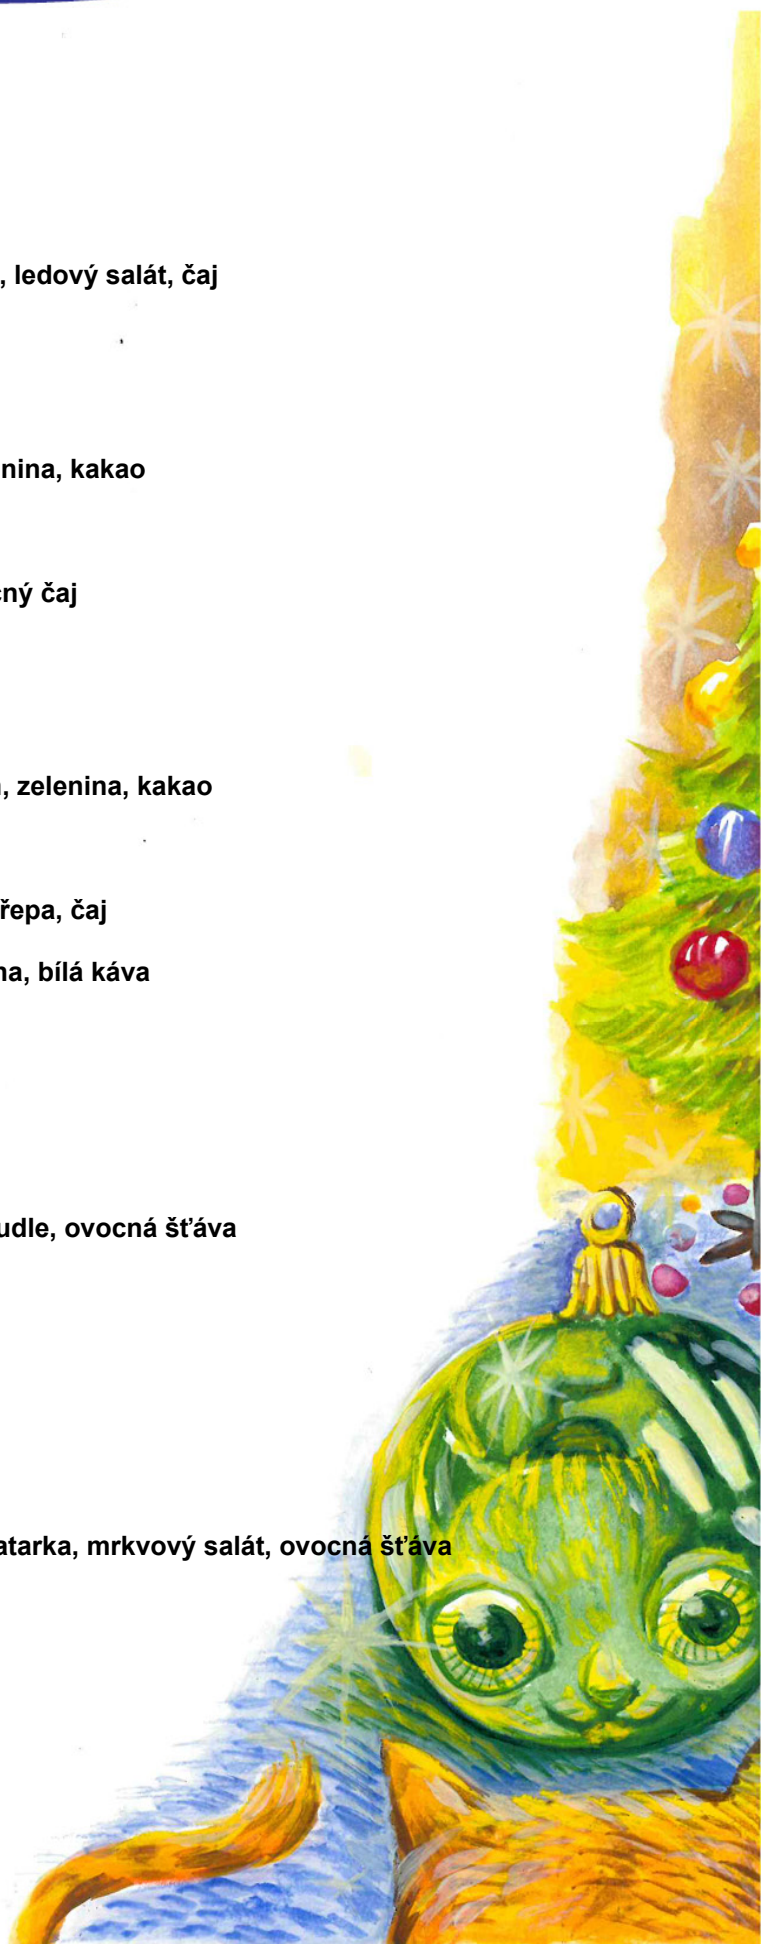 , ledový salát, čaj
nina, kakao
ný čaj
, zelenina, kakao
řepa, čaj
na, bílá káva
udle, ovocná šťáva
atarka, mrkvový salát, ovocná šťáva